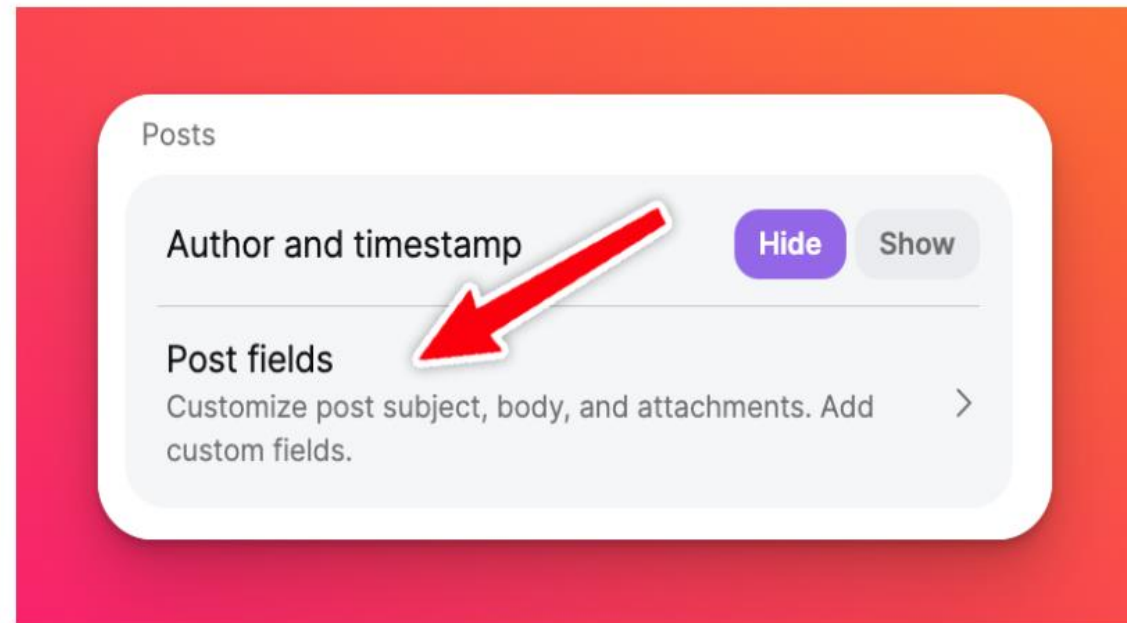 Posts
Author and timestamp
Hide
Show
Post fields
Customize post subject, body, and attachments. Add
custom fields.